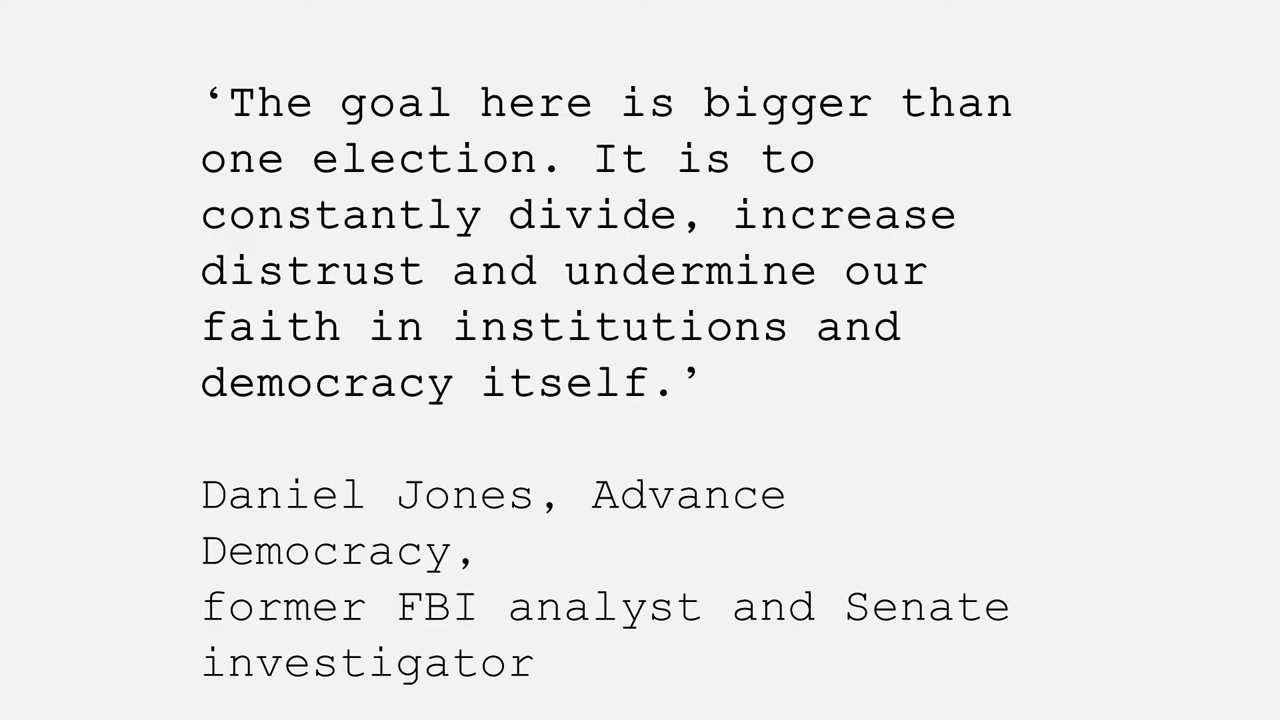 ‘The goal here is bigger than
one election. It is to
constantly divide, increase
distrust and undermine our
faith in institutions and
democracy itself.’
Daniel Jones, Advance
Democracy,
former FBI analyst and Senate
investigator